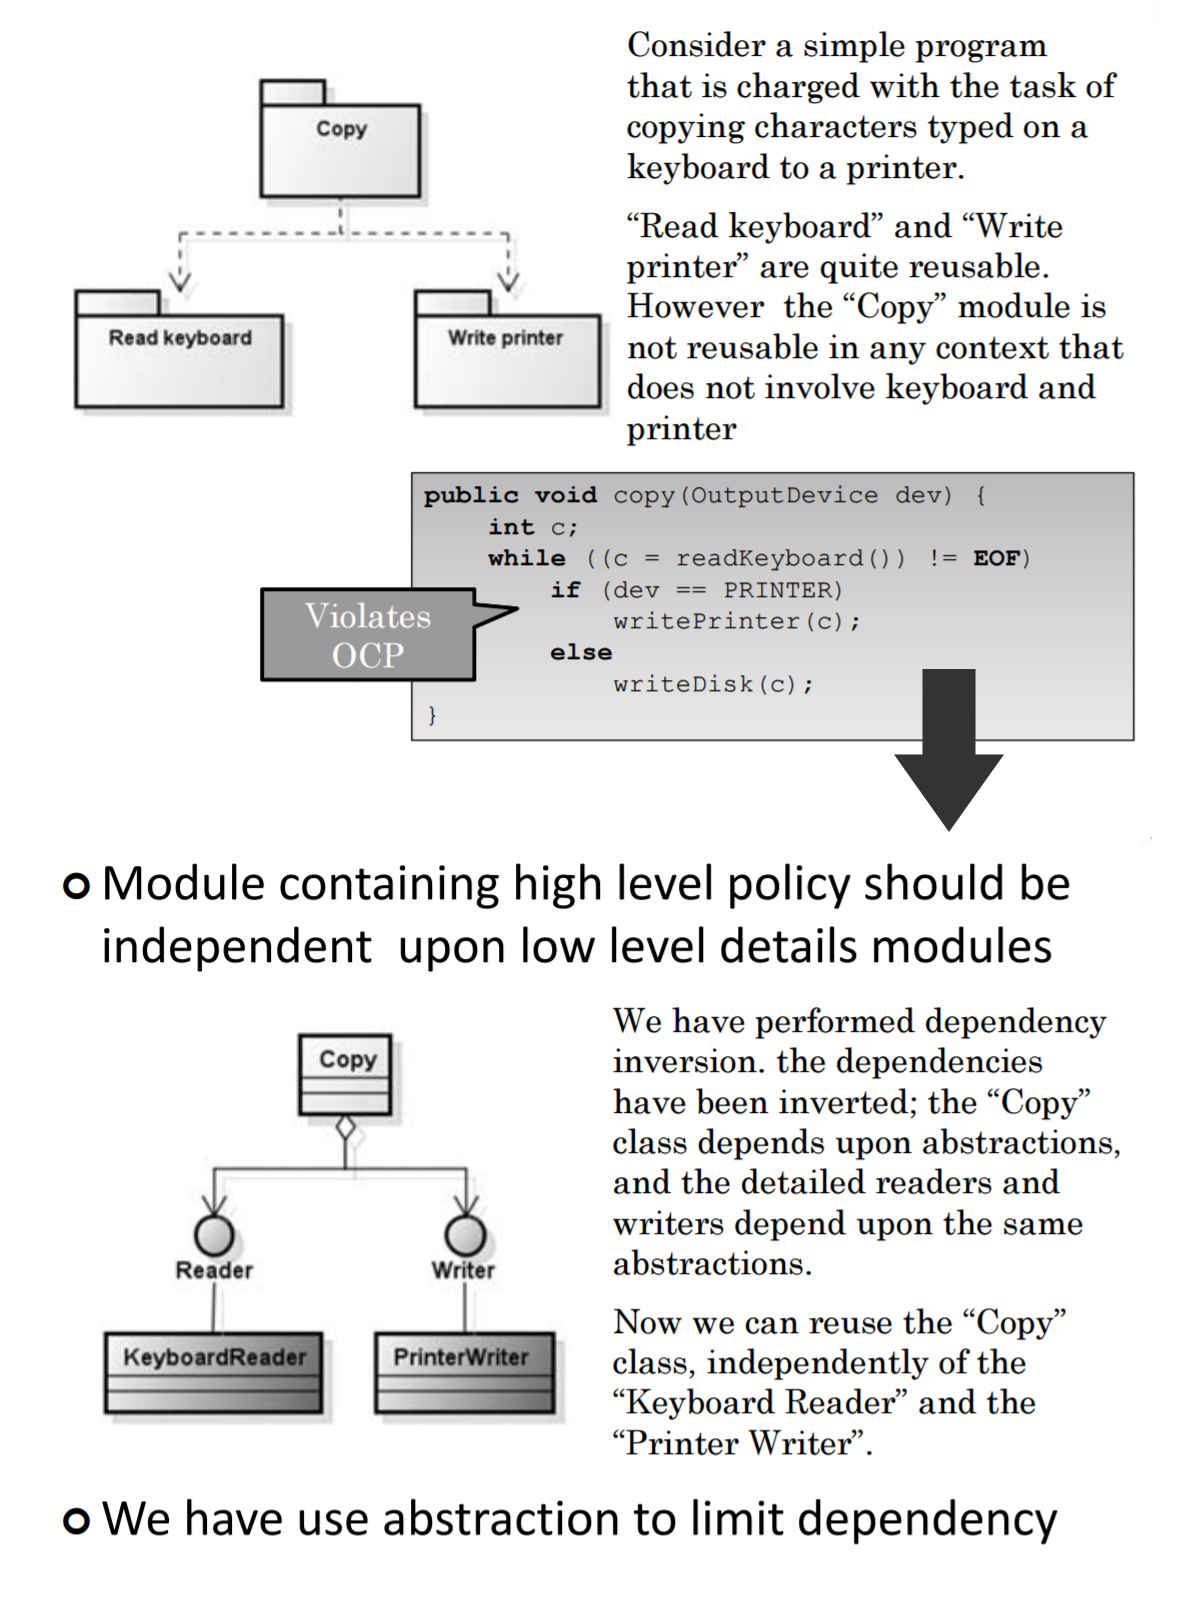 Consider a simple program
that is charged with the task of
copying characters typed on a
keyboard to a printer.
Copy
Read keyboard
Write printer
“Read keyboard” and “Write
printer” are quite reusable.
However the “Copy” module is
not reusable in any context that
does not involve keyboard and
printer
public void copy(OutputDevice dev) {
int c;
while ((c = readKeyboard()) != EOF)
if (dev == PRINTER)
writePrinter(c);
else
writeDisk(c);
}
Violates
OCP
Module containing high level policy should be
independent upon low level details modules
Copy
Reader
Writer
KeyboardReader
PrinterWriter
We have performed dependency
inversion. the dependencies
have been inverted; the “Copy”
class depends upon abstractions,
and the detailed readers and
writers depend upon the same
abstractions.
Now we can reuse the “Copy”
class, independently of the
“Keyboard Reader” and the
“Printer Writer”.
We have use abstraction to limit dependency